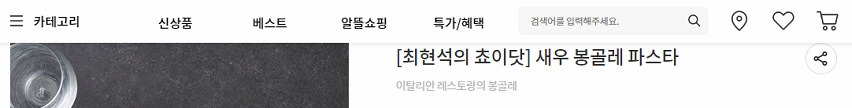 카테고리 신상품 베스트 알뜰쇼핑 특가/혜택 검색어를 입력해주세요.
[최현석의 쵸이닷] 새우 봉골레 파스타
이탈리안 레스토랑의 봉골레